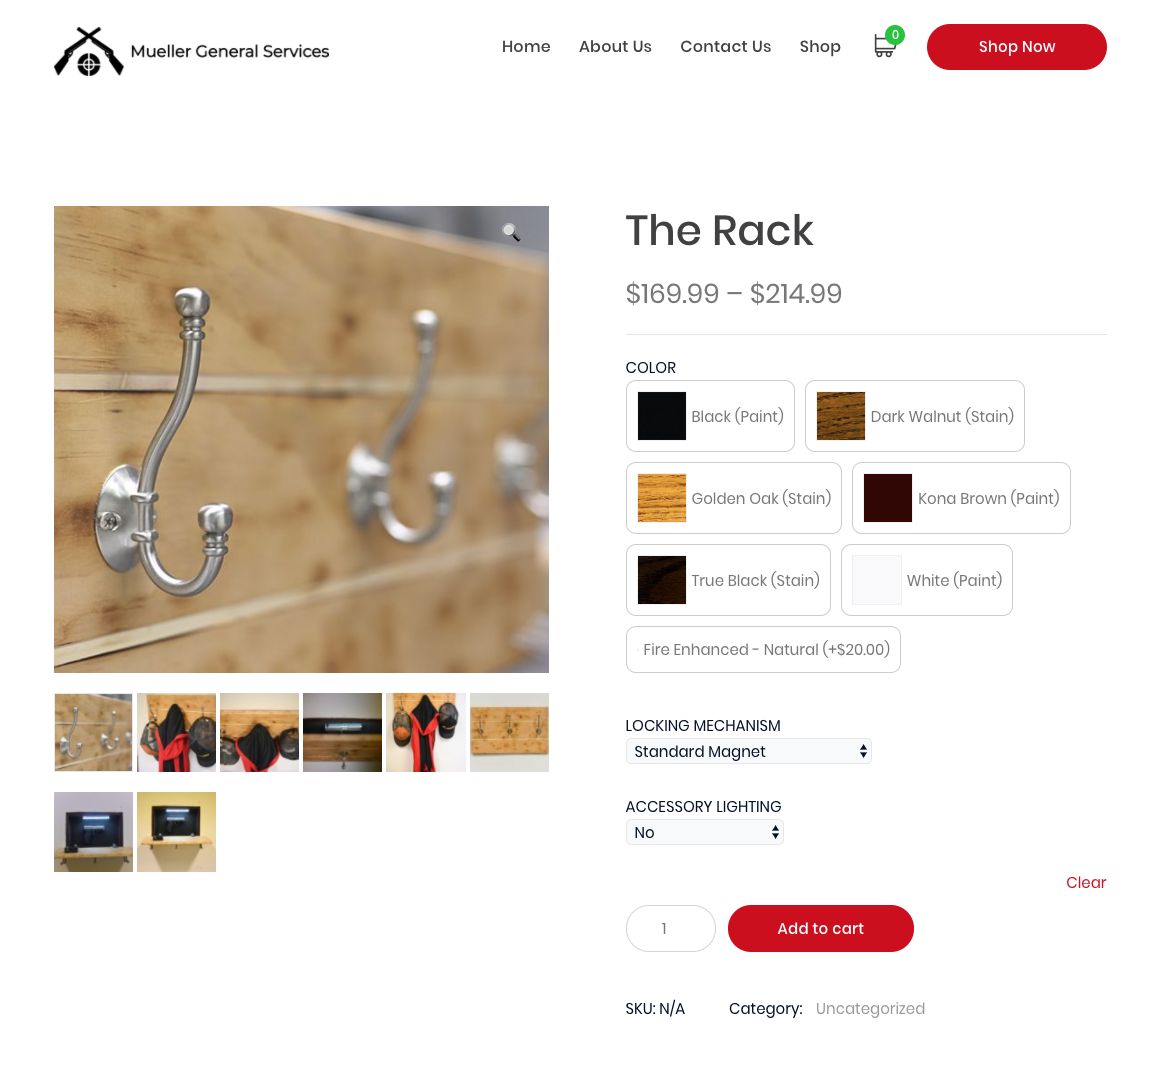 Mueller General Services
Home About Us Contact Us Shop 0 Shop Now
The Rack
$169.99 – $214.99
COLOR
Black (Paint) Dark Walnut (Stain)
Golden Oak (Stain) Kona Brown (Paint)
True Black (Stain) White (Paint)
Fire Enhanced - Natural (+$20.00)
LOCKING MECHANISM
Standard Magnet
ACCESSORY LIGHTING
No
Clear
1 Add to cart
SKU: N/A Category: Uncategorized